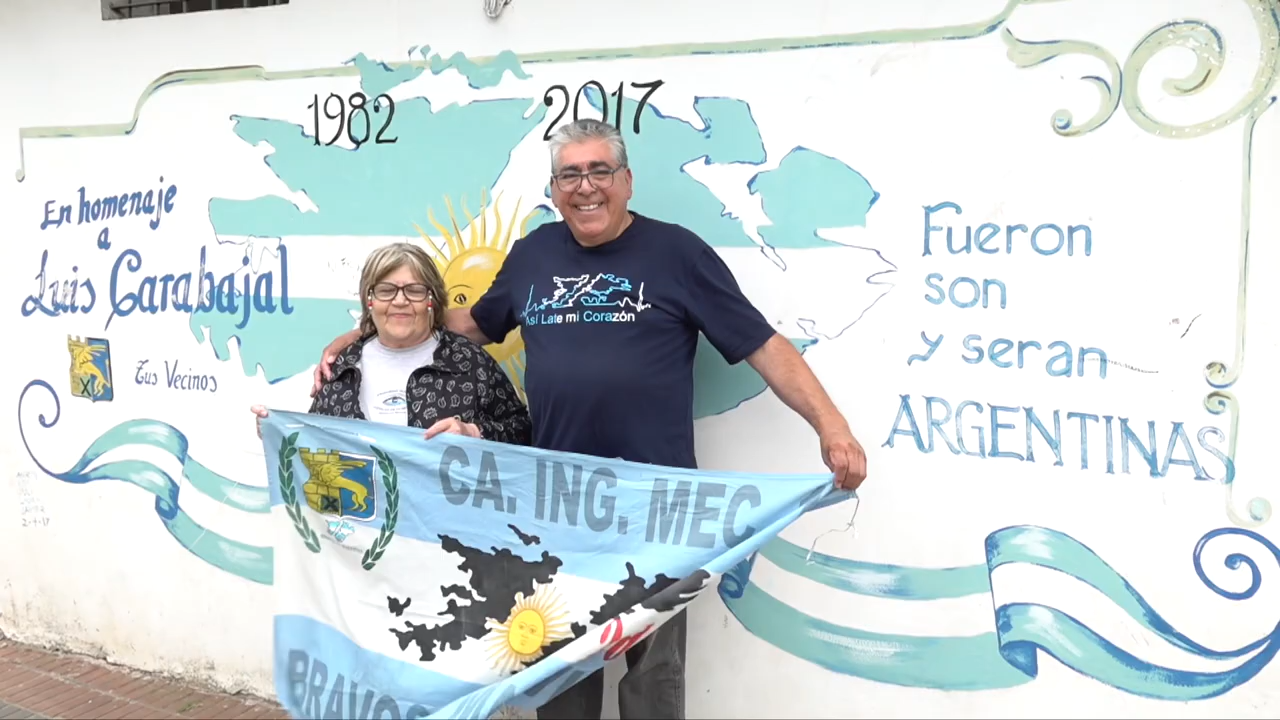 1982 2017
En homenaje
a
Luis Carabajal
Tus Vecinos
Fueron
son
y seran
ARGENTINAS
Así Late mi Corazón
CA. ING. MEC
BRAVOS